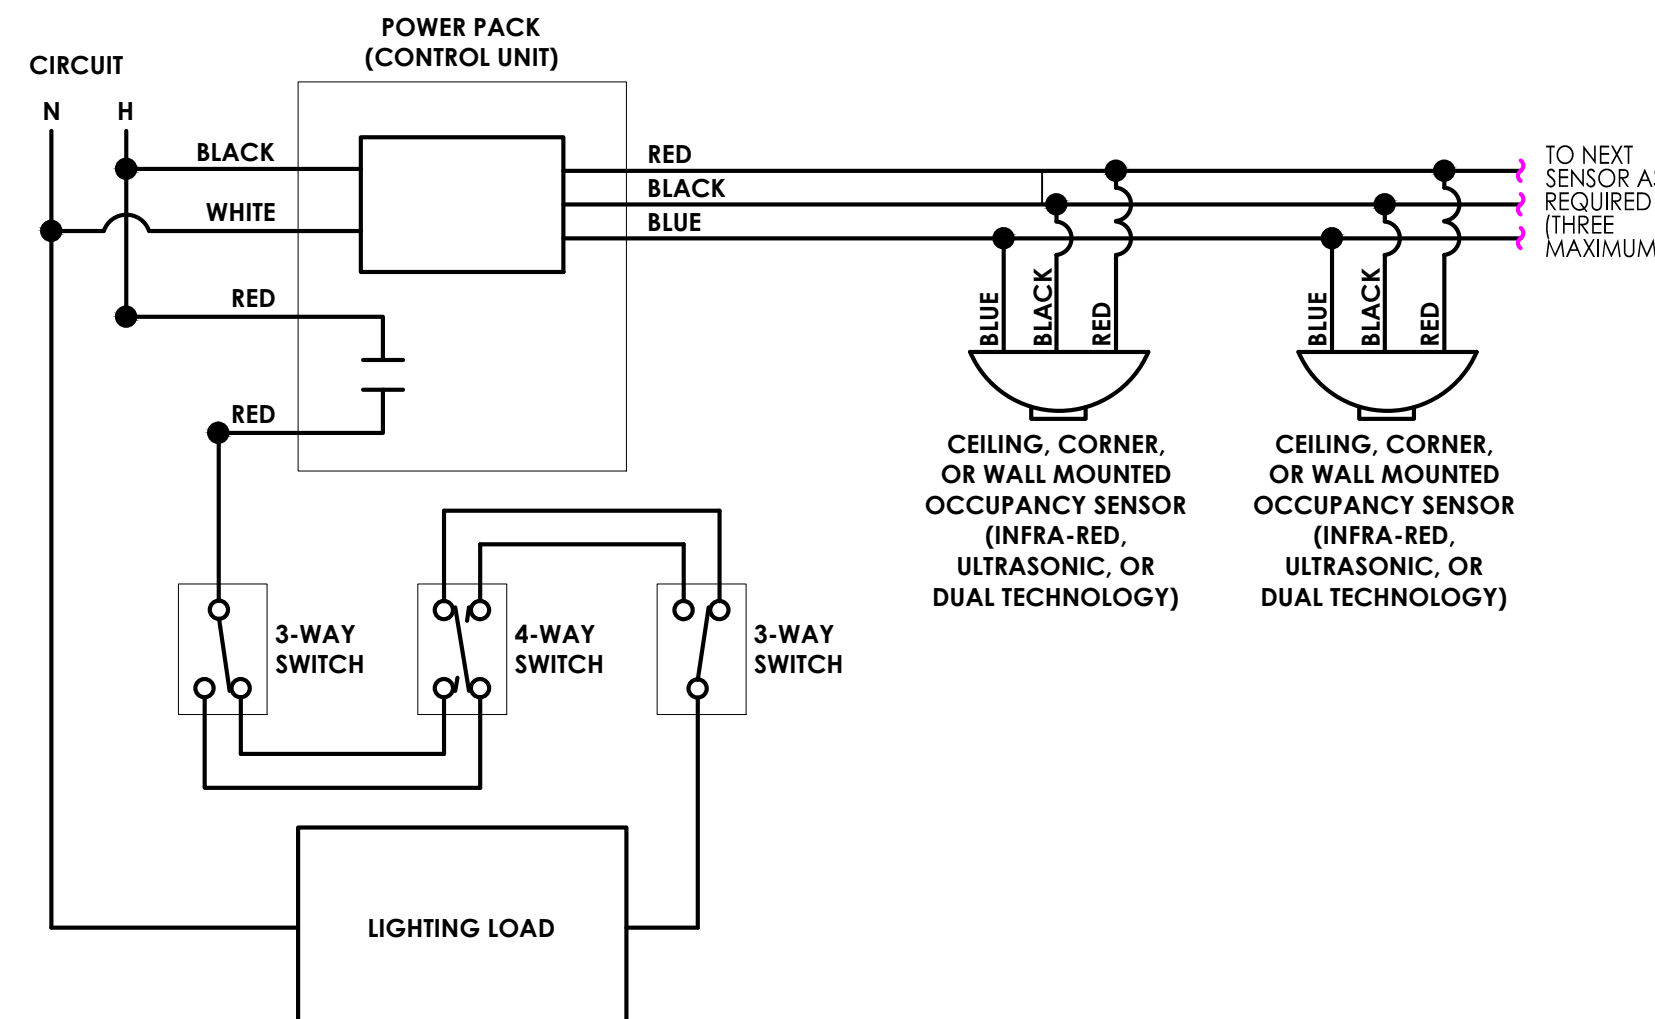 POWER PACK
(CONTROL UNIT)
CIRCUIT
N H
BLACK
WHITE
RED
RED
RED
BLACK
BLUE
TO NEXT
SENSOR AS
REQUIRED
(THREE
MAXIMUM
BLUE
BLACK
RED
BLUE
BLACK
RED
CEILING, CORNER,
OR WALL MOUNTED
OCCUPANCY SENSOR
(INFRA-RED,
ULTRASONIC, OR
DUAL TECHNOLOGY)
CEILING, CORNER,
OR WALL MOUNTED
OCCUPANCY SENSOR
(INFRA-RED,
ULTRASONIC, OR
DUAL TECHNOLOGY)
3-WAY
SWITCH
4-WAY
SWITCH
3-WAY
SWITCH
LIGHTING LOAD